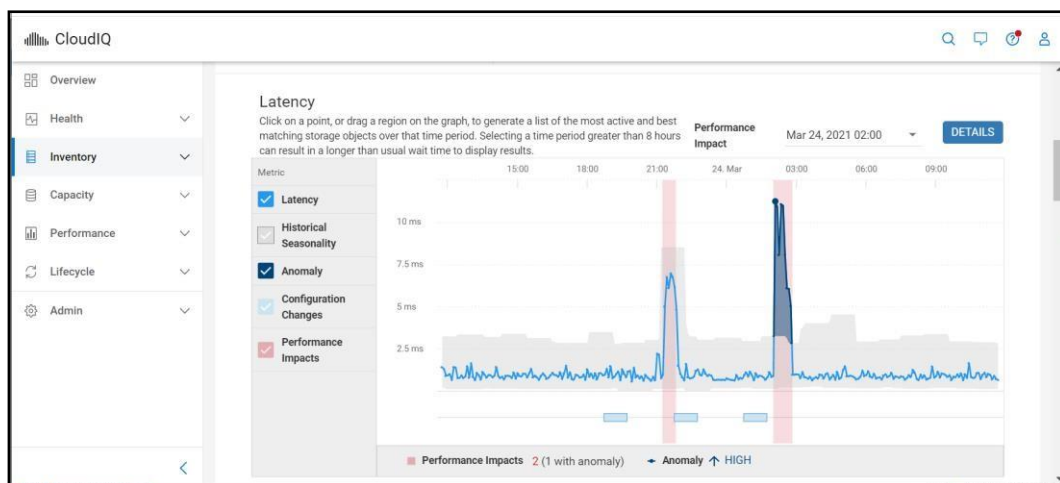 CloudIQ
Overview
Health
Inventory
Capacity
Performance
Lifecycle
Admin
Latency
Click on a point, or drag a region on the graph, to generate a list of the most active and best
matching storage objects over that time period. Selecting a time period greater than 8 hours
can result in a longer than usual wait time to display results.
Performance
Impact
Mar 24, 2021 02:00
DETAILS
Metric
Latency
Historical
Seasonality
Anomaly
Configuration
Changes
Performance
Impacts
15:00 18:00 21:00 24. Mar 03:00 06:00 09:00
10 ms
7.5 ms
5 ms
2.5 ms
Performance Impacts 2 (1 with anomaly) Anomaly HIGH